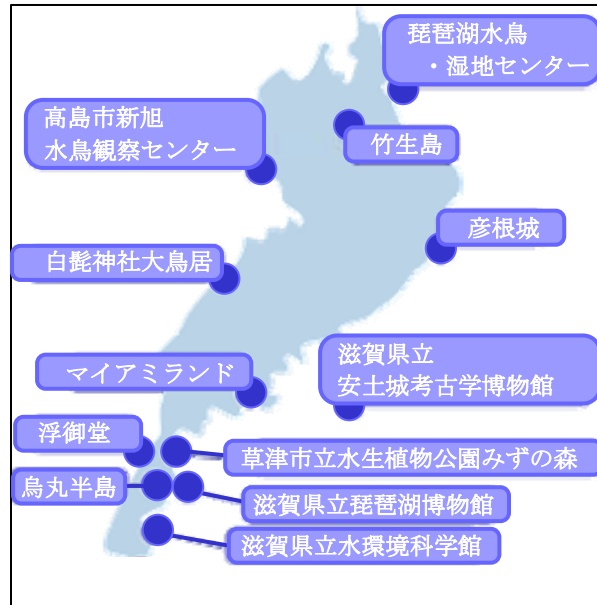 琵琶湖水鳥
・湿地センター
高島市新旭
水鳥観察センター
竹生島
彦根城
白髭神社大鳥居
滋賀県立
安土城考古学博物館
マイアミランド
浮御堂
草津市立水生植物公園みずの森
烏丸半島
滋賀県立琵琶湖博物館
滋賀県立水環境科学館